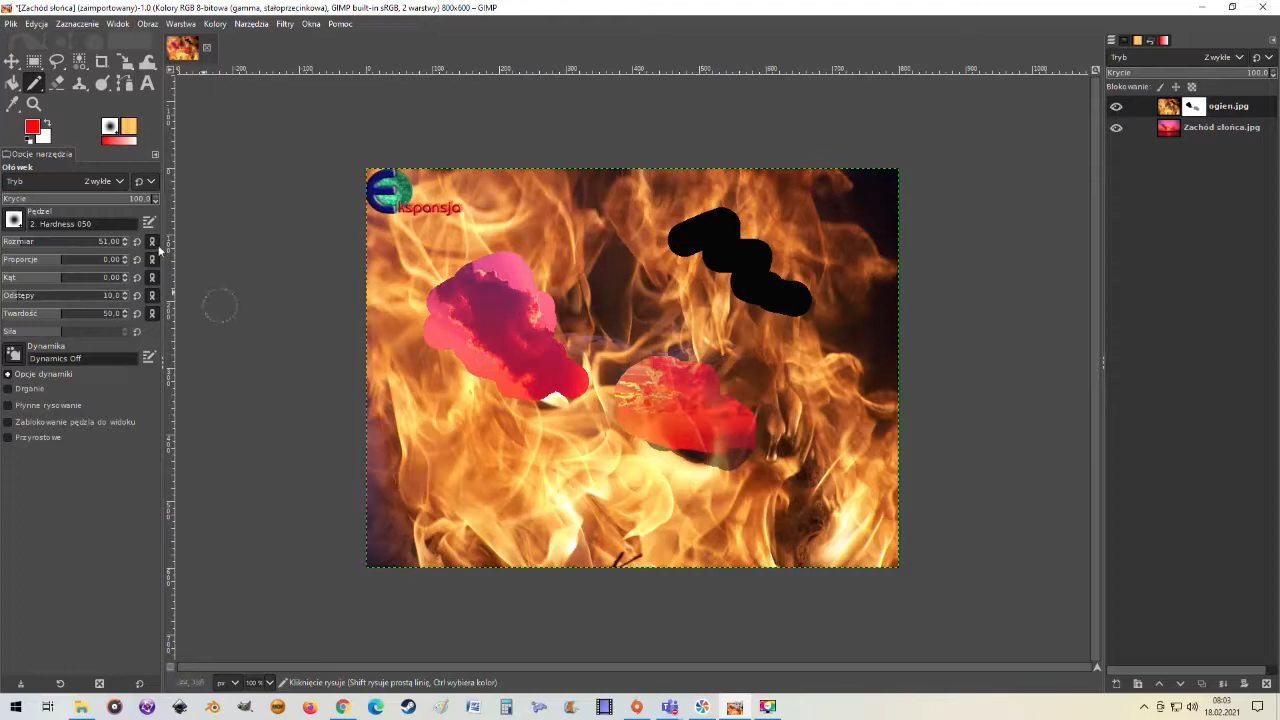 *[Zachód słońca] (zaimportowany)-1.0 (Kolory RGB 8-bitowa (gamma, stałoprzecinkowa), GIMP built-in sRGB, 2 warstwy) 800x600 – GIMP
Plik Edycja Zaznaczenie Widok Obraz Warstwa Kolory Narzędzia Filtry Okna Pomoc
Opcje narzędzia
Ołówek
Tryb Zwykłe
Krycie 100,0
Pędzel
2. Hardness 050
Rozmiar 51,00
Proporcje 0,00
Kąt 0,00
Odstępy 10,0
Twardość 50,0
Siła
Dynamika
Dynamics Off
Opcje dynamiki
Drganie
Płynne rysowanie
Zablokowanie pędzla do widoku
Przyrostowe
Ekspansja
Tryb Zwykłe
Krycie 100,0
Blokowanie:
ogien.jpg
Zachód słońca.jpg
px 100 % Kliknięcie rysuje (Shift rysuje prostą linię, Ctrl wybiera kolor)
08:03
18.02.2021